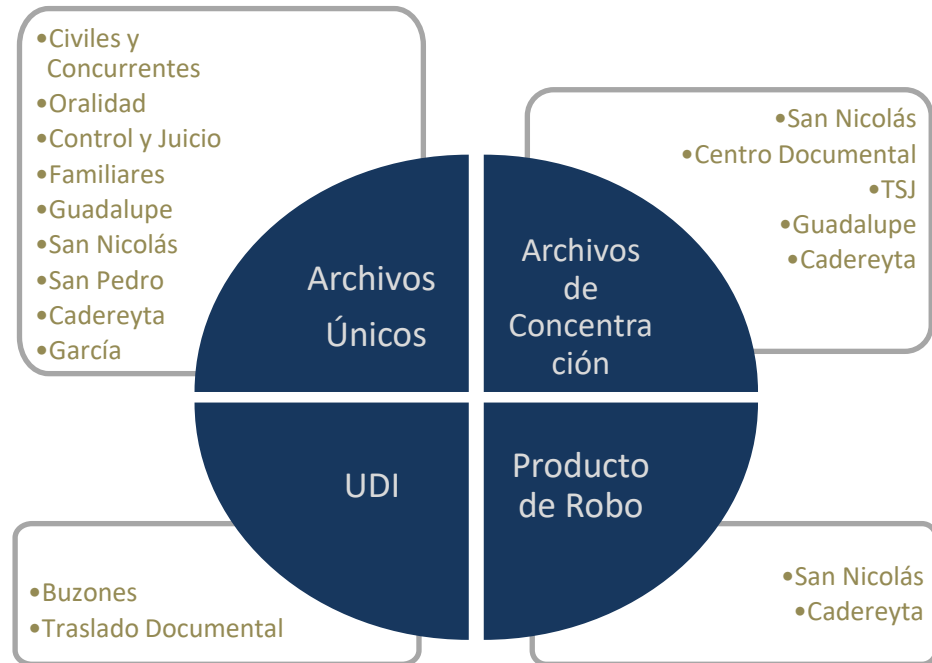 •Civiles y
Concurrentes
•Oralidad
•Control y Juicio
•Familiares
•Guadalupe
•San Nicolás
•San Pedro
•Cadereyta
•García
•San Nicolás
•Centro Documental
•TSJ
•Guadalupe
•Cadereyta
Archivos
Únicos
Archivos
de
Concentra
ción
UDI
Producto
de Robo
•Buzones
•Traslado Documental
•San Nicolás
•Cadereyta